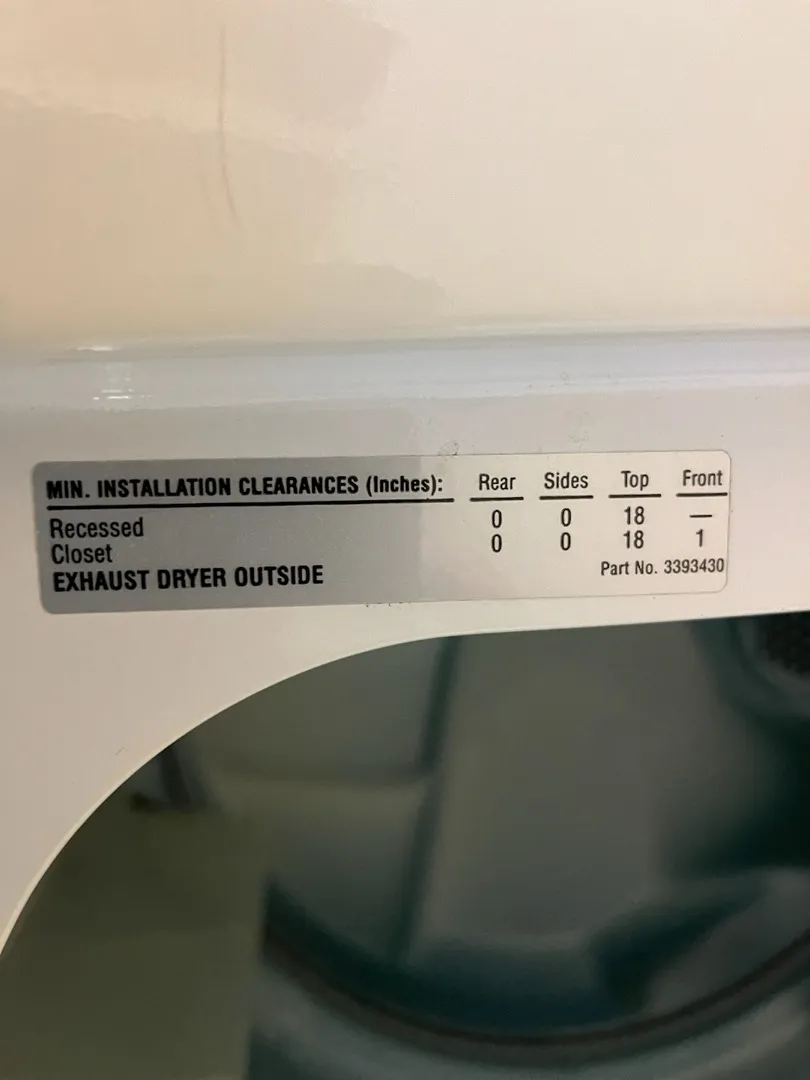 MIN. INSTALLATION CLEARANCES (Inches): Rear Sides Top Front
Recessed 0 0 18 —
Closet 0 0 18 1
EXHAUST DRYER OUTSIDE Part No. 3393430